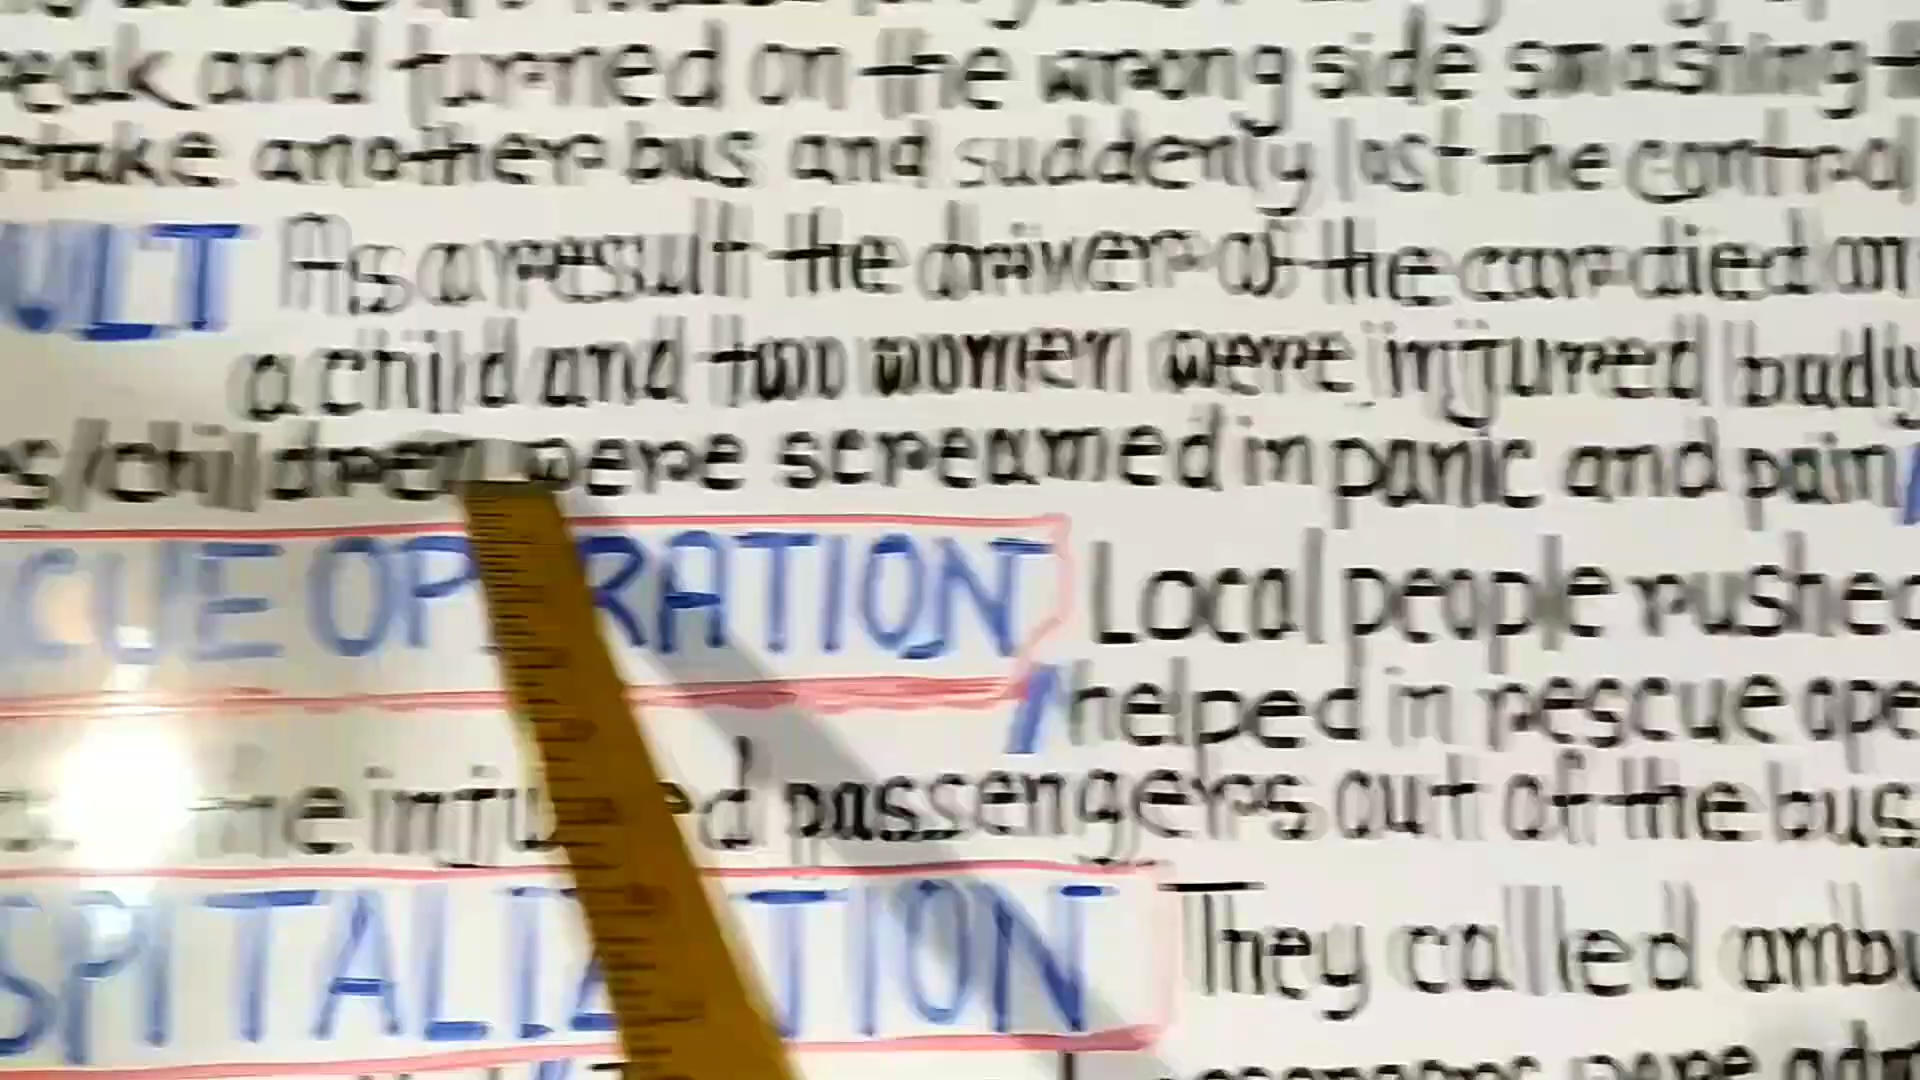 eak and turned on the wrong side smashing
take another bus and suddenly lost the control
ULT As a result the driver of the car died on
a child and two women were injured badly
s/children were screamed in panic and pain
CUE OPERATION Local people rushed
helped in rescue ope
the injured passengers out of the bus
SPITALIZATION They called ambu
were adm